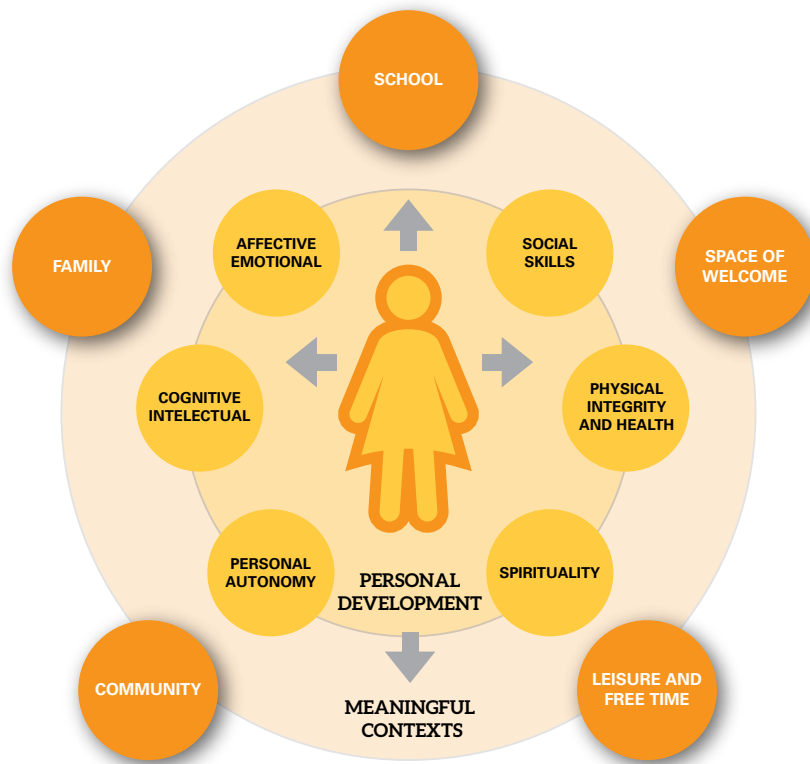 SCHOOL
FAMILY
SPACE OF
WELCOME
AFFECTIVE
EMOTIONAL
SOCIAL
SKILLS
COGNITIVE
INTELECTUAL
PHYSICAL
INTEGRITY
AND HEALTH
PERSONAL
AUTONOMY
PERSONAL
DEVELOPMENT
SPIRITUALITY
COMMUNITY
MEANINGFUL
CONTEXTS
LEISURE AND
FREE TIME